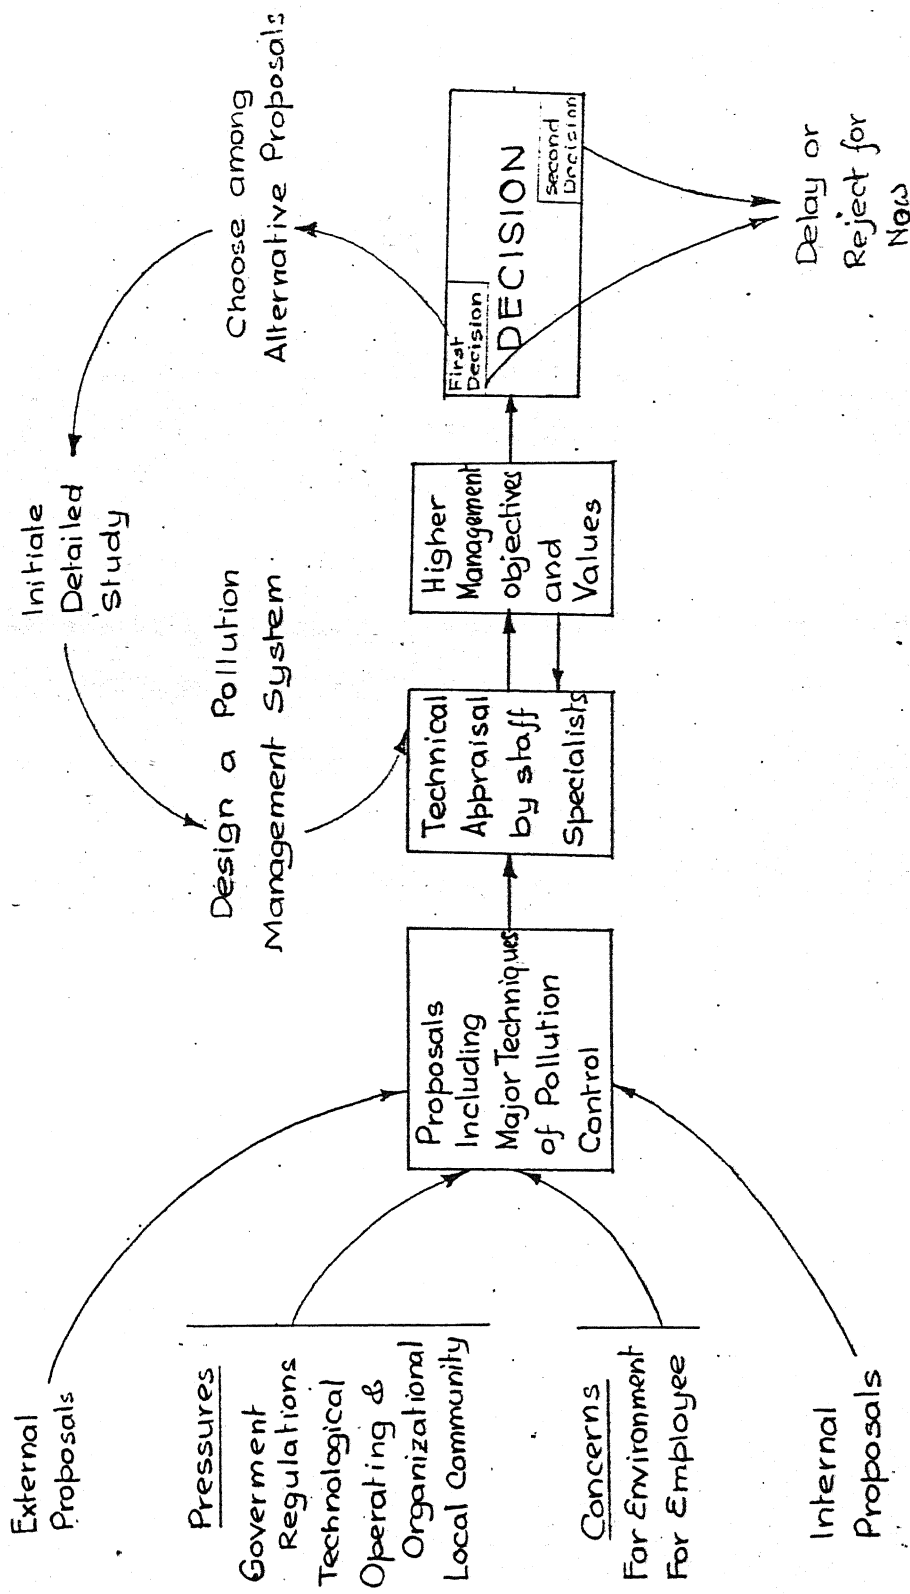 External
Proposals
Pressures
Goverment
Regulations
Technological
Operating &
Organizational
Local Community
Concerns
For Environment
For Employee
Internal
Proposals
Proposals
Including
Major Techniques
of Pollution
Control
Technical
Appraisal
by staff
Specialists
Higher
Management
objectives
and
Values
First
Decision
DECISION
Second
Decision
Choose among
Alternative Proposals
Initiate
Detailed
Study
Design a Pollution
Management System
Delay or
Reject for
Now